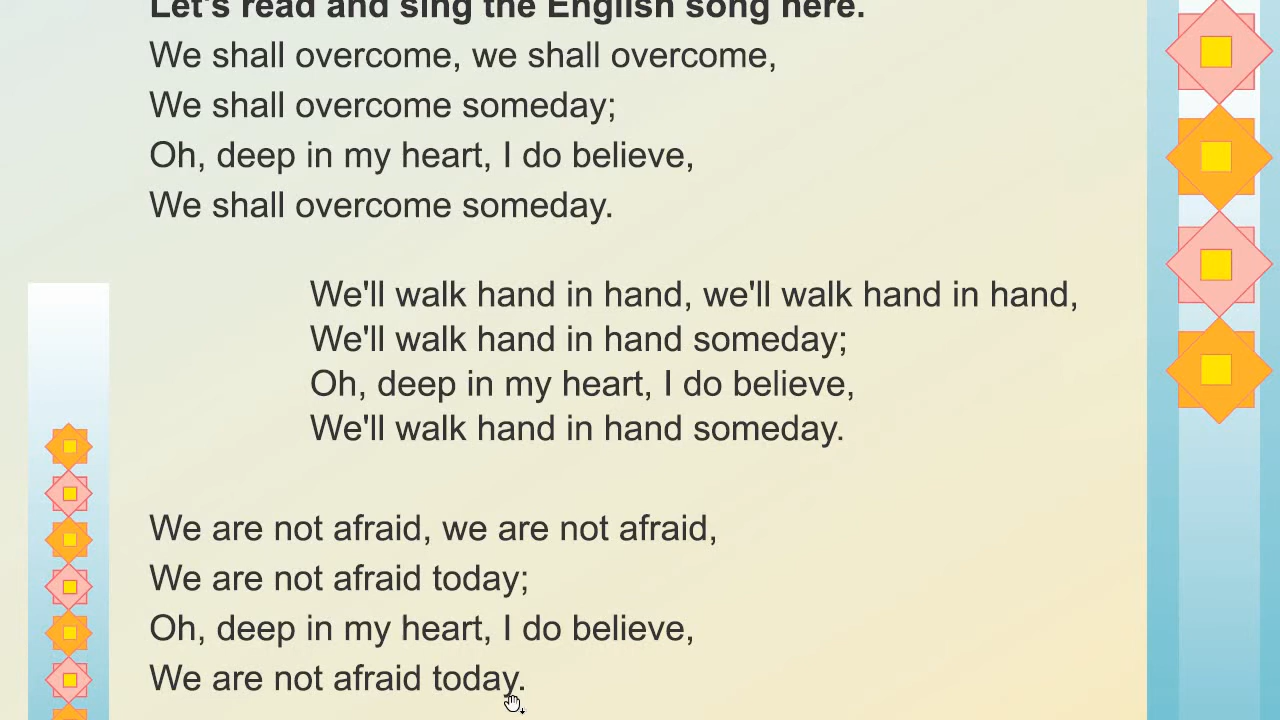 Let's read and sing the English song here.
We shall overcome, we shall overcome,
We shall overcome someday;
Oh, deep in my heart, I do believe,
We shall overcome someday.
We'll walk hand in hand, we'll walk hand in hand,
We'll walk hand in hand someday;
Oh, deep in my heart, I do believe,
We'll walk hand in hand someday.
We are not afraid, we are not afraid,
We are not afraid today;
Oh, deep in my heart, I do believe,
We are not afraid today.